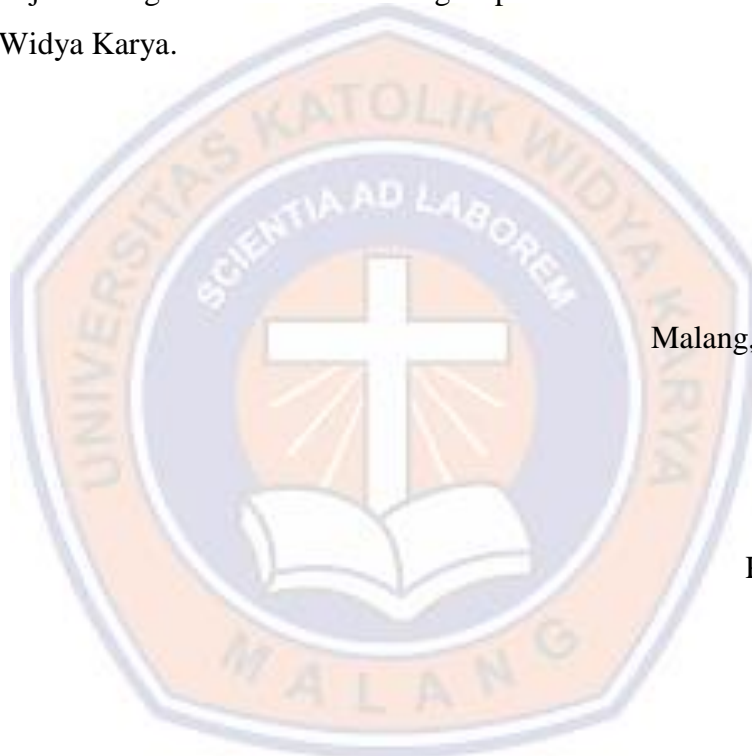 Widya Karya.
UNIVERSITAS KATOLIK WIDYA KARYA
SCIENTIA AD LABOREM
Malang,
MALANG